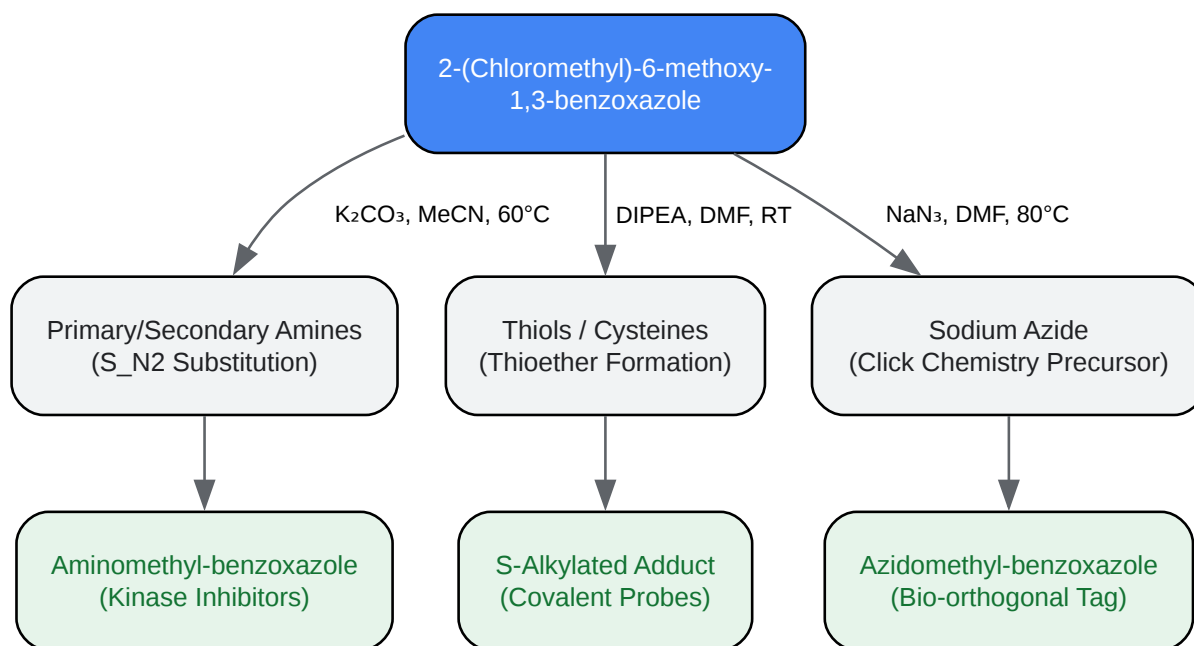 2-(Chloromethyl)-6-methoxy-
1,3-benzoxazole
K₂CO₃, MeCN, 60°C
DIPEA, DMF, RT
NaN₃, DMF, 80°C
Primary/Secondary Amines
(S_N2 Substitution)
Thiols / Cysteines
(Thioether Formation)
Sodium Azide
(Click Chemistry Precursor)
Aminomethyl-benzoxazole
(Kinase Inhibitors)
S-Alkylated Adduct
(Covalent Probes)
Azidomethyl-benzoxazole
(Bio-orthogonal Tag)